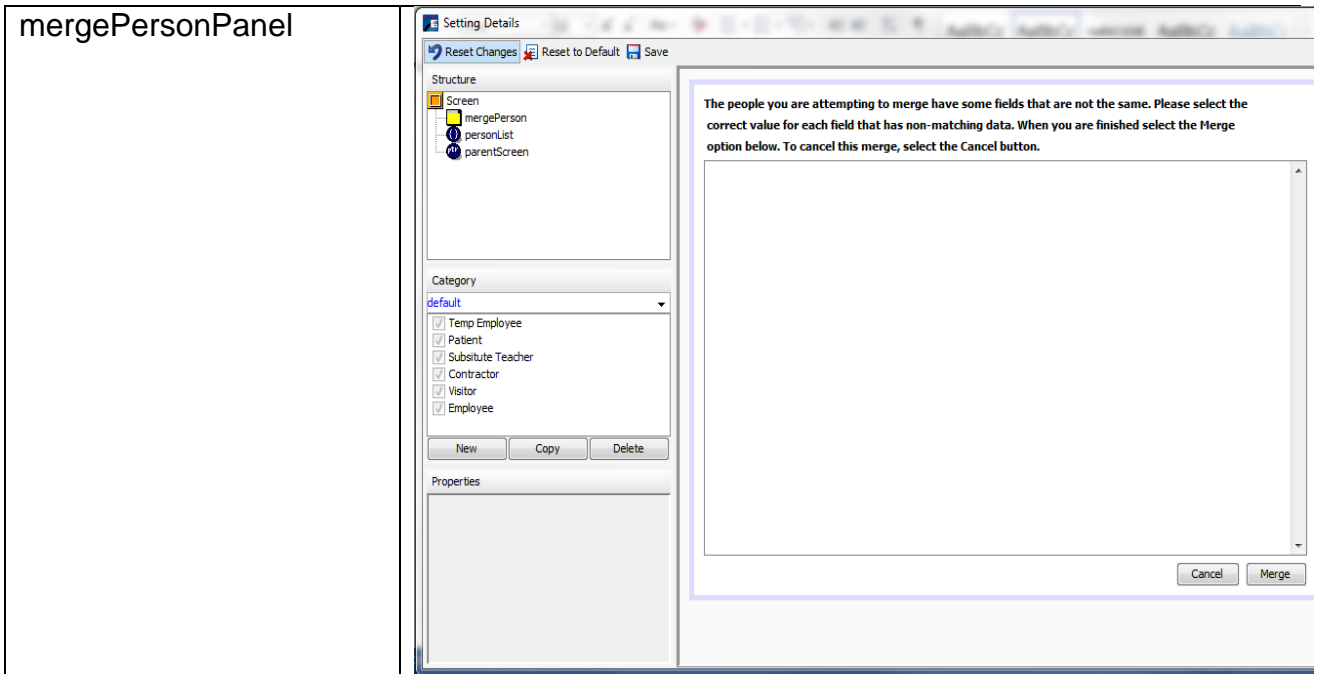 mergePersonPanel
Setting Details
Reset Changes Reset to Default Save
Structure
Screen
mergePerson
personList
ptr parentScreen
Category
default
Temp Employee
Patient
Subsitute Teacher
Contractor
Visitor
Employee
New Copy Delete
Properties
The people you are attempting to merge have some fields that are not the same. Please select the
correct value for each field that has non-matching data. When you are finished select the Merge
option below. To cancel this merge, select the Cancel button.
Cancel Merge